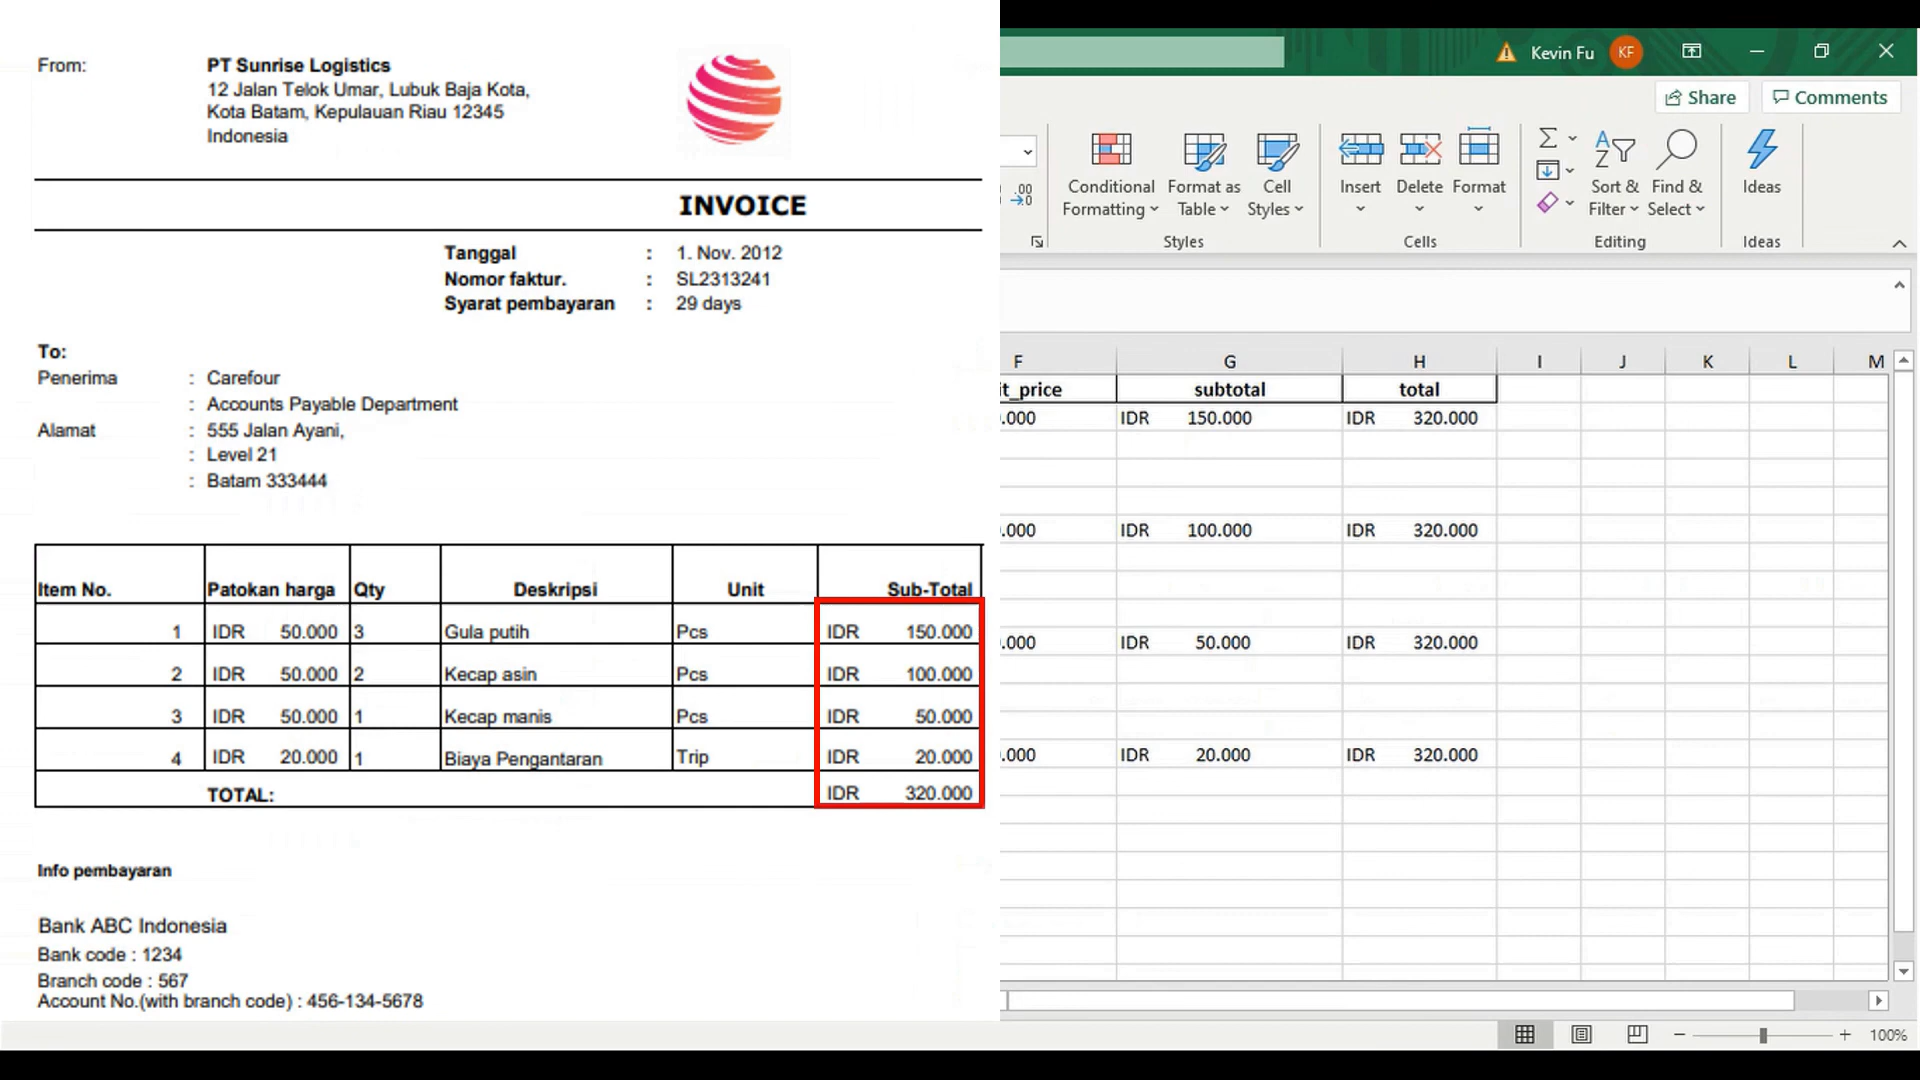 From: PT Sunrise Logistics
12 Jalan Telok Umar, Lubuk Baja Kota,
Kota Batam, Kepulauan Riau 12345
Indonesia
INVOICE
Tanggal : 1. Nov. 2012
Nomor faktur. : SL2313241
Syarat pembayaran : 29 days
To:
Penerima : Carefour
: Accounts Payable Department
Alamat : 555 Jalan Ayani,
: Level 21
: Batam 333444
Item No. Patokan harga Qty Deskripsi Unit Sub-Total
1 IDR 50.000 3 Gula putih Pcs IDR 150.000
2 IDR 50.000 2 Kecap asin Pcs IDR 100.000
3 IDR 50.000 1 Kecap manis Pcs IDR 50.000
4 IDR 20.000 1 Biaya Pengantaran Trip IDR 20.000
TOTAL: IDR 320.000
Info pembayaran
Bank ABC Indonesia
Bank code : 1234
Branch code : 567
Account No.(with branch code) : 456-134-5678
Kevin Fu KF
Share Comments
.00
→.0
Conditional Formatting
Format as Table
Cell Styles
Insert Delete Format
Sort & Filter
Find & Select
Ideas
Styles Cells Editing Ideas
F G H I J K L M
t_price subtotal total
.000 IDR 150.000 IDR 320.000
.000 IDR 100.000 IDR 320.000
.000 IDR 50.000 IDR 320.000
.000 IDR 20.000 IDR 320.000
100%